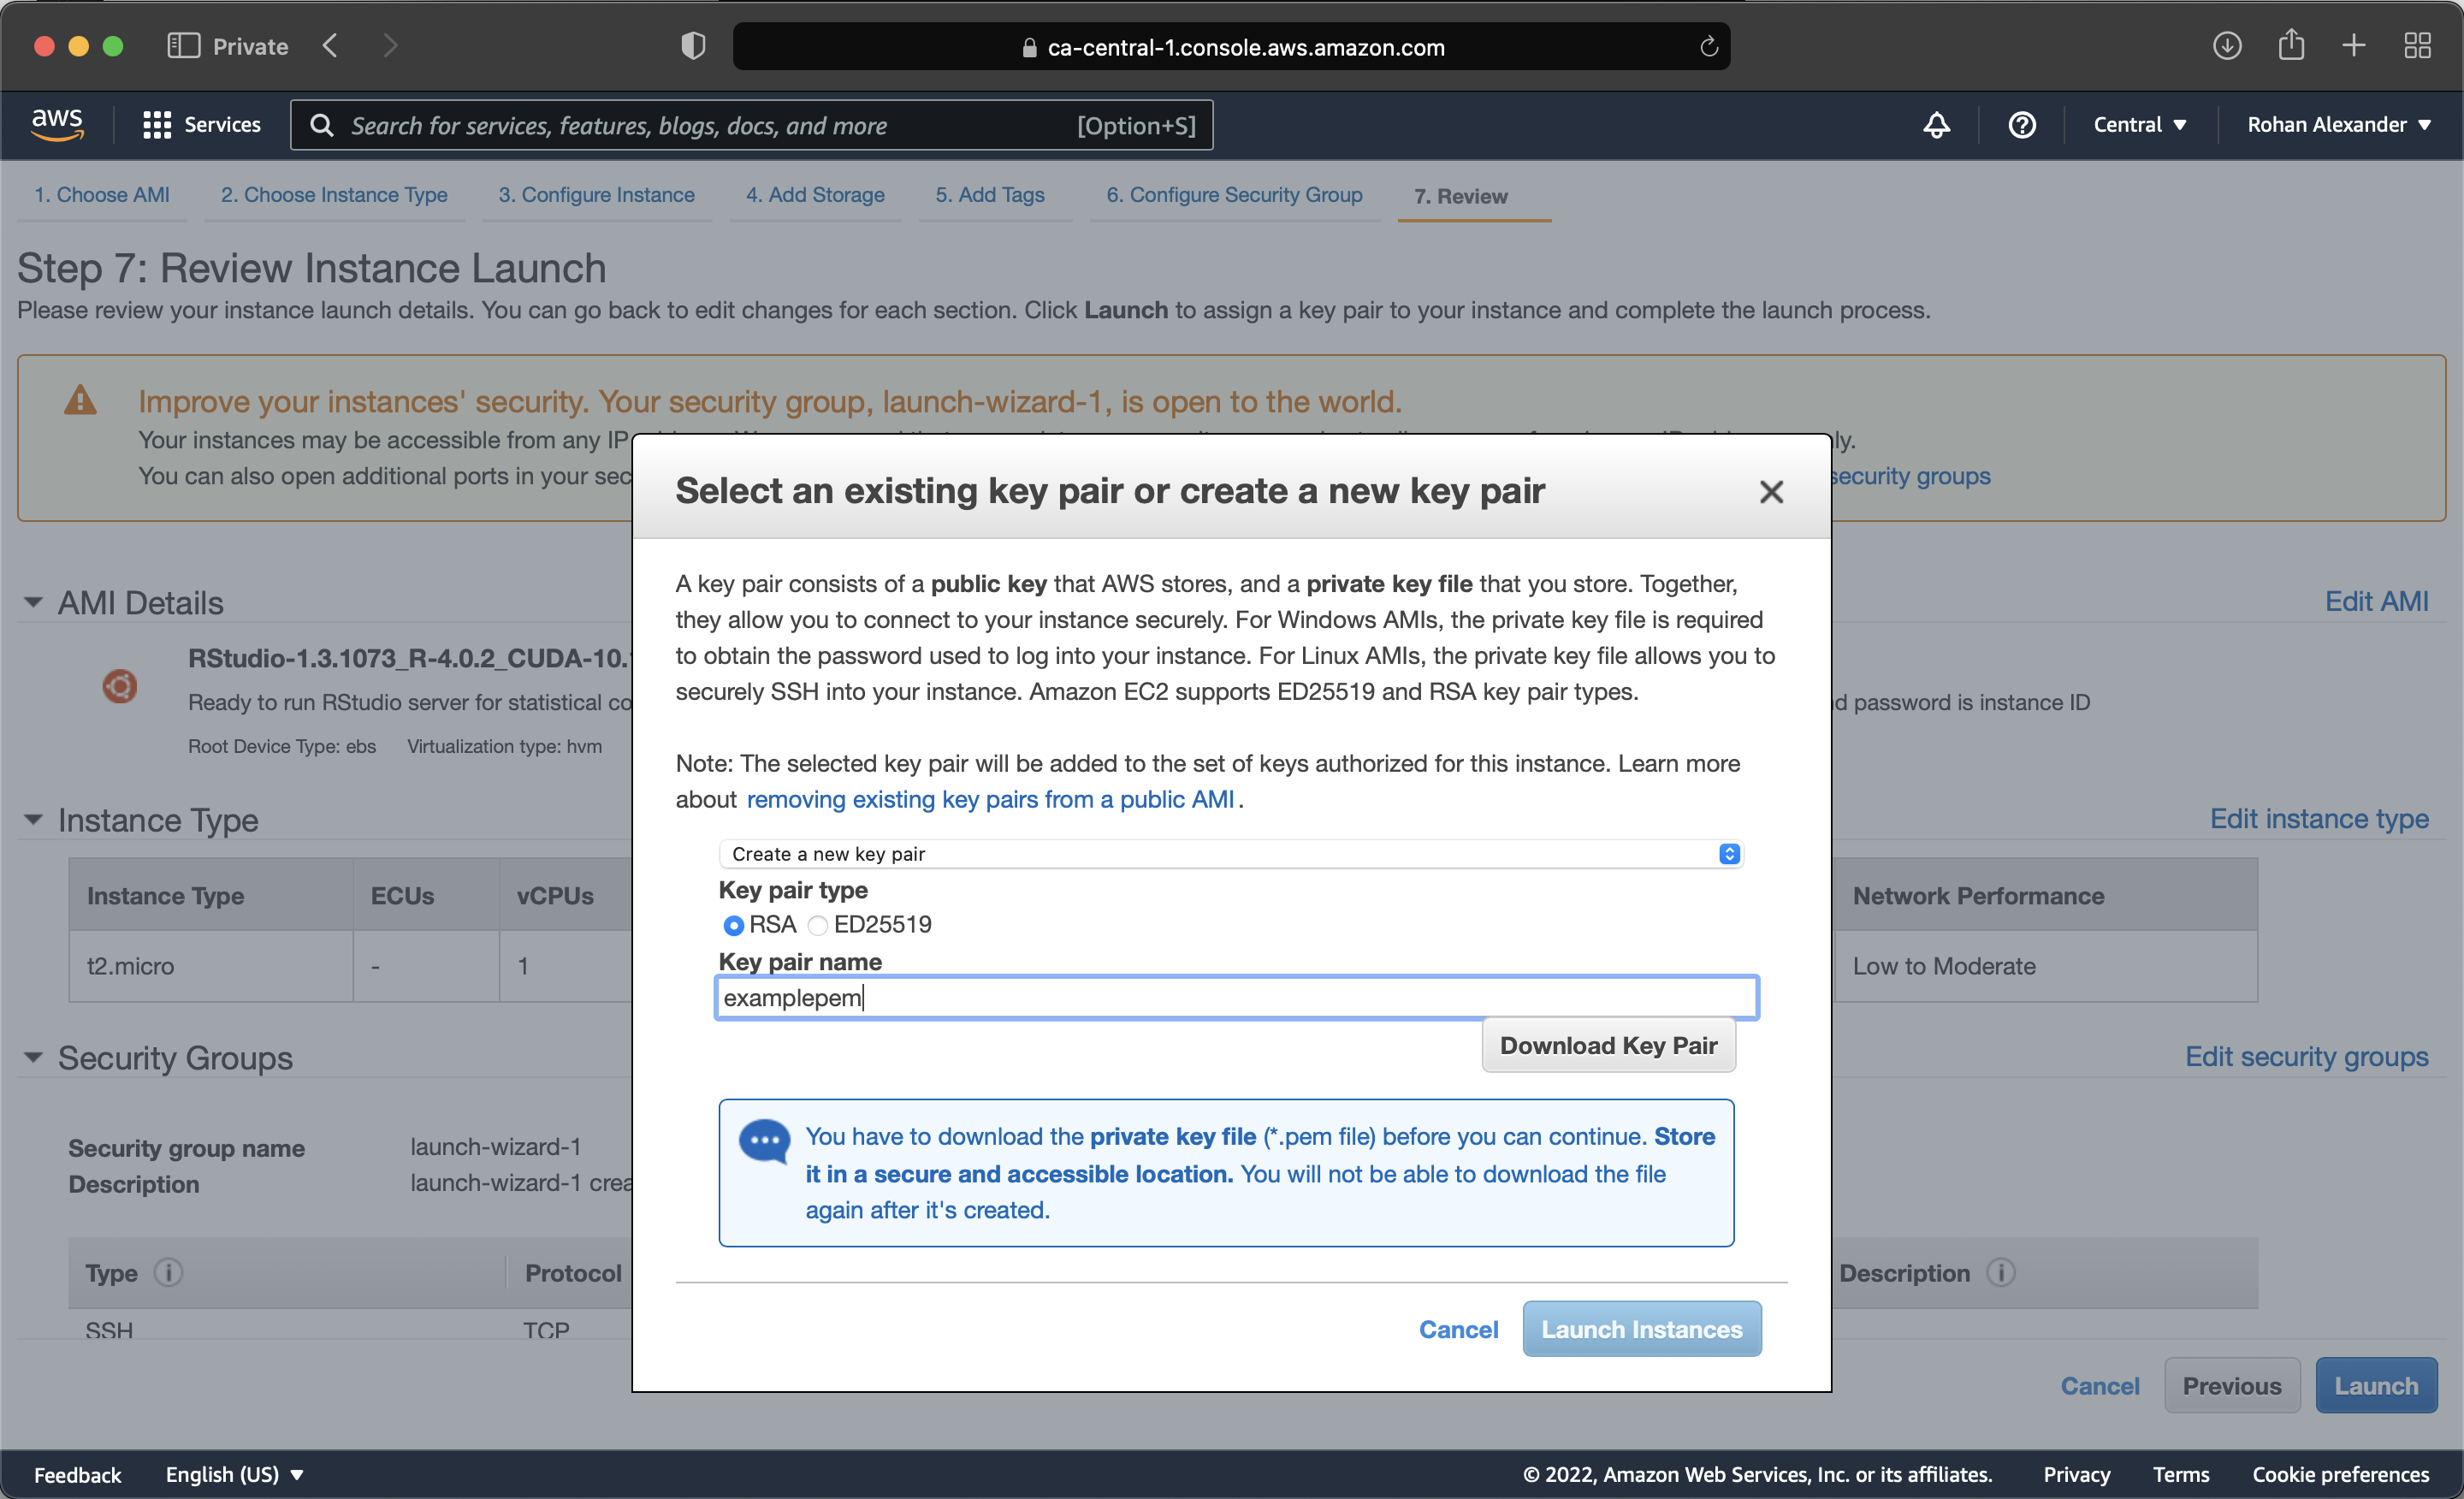 Private
ca-central-1.console.aws.amazon.com
aws
Services
Search for services, features, blogs, docs, and more [Option+S]
Central
Rohan Alexander
1. Choose AMI 2. Choose Instance Type 3. Configure Instance 4. Add Storage 5. Add Tags 6. Configure Security Group 7. Review
Step 7: Review Instance Launch
Please review your instance launch details. You can go back to edit changes for each section. Click Launch to assign a key pair to your instance and complete the launch process.
Improve your instances' security. Your security group, launch-wizard-1, is open to the world.
Your instances may be accessible from any IP
You can also open additional ports in your
security groups
Select an existing key pair or create a new key pair
A key pair consists of a public key that AWS stores, and a private key file that you store. Together,
they allow you to connect to your instance securely. For Windows AMIs, the private key file is required
to obtain the password used to log into your instance. For Linux AMIs, the private key file allows you to
securely SSH into your instance. Amazon EC2 supports ED25519 and RSA key pair types.
Note: The selected key pair will be added to the set of keys authorized for this instance. Learn more
about removing existing key pairs from a public AMI.
Create a new key pair
Key pair type
RSA ED25519
Key pair name
examplepem
Download Key Pair
You have to download the private key file (*.pem file) before you can continue. Store
it in a secure and accessible location. You will not be able to download the file
again after it's created.
Cancel Launch Instances
AMI Details
Edit AMI
RStudio-1.3.1073_R-4.0.2_CUDA-10.
Ready to run RStudio server for statistical
password is instance ID
Root Device Type: ebs Virtualization type: hvm
Instance Type
Edit instance type
Instance Type ECUs vCPUs Network Performance
t2.micro - 1 Low to Moderate
Security Groups
Edit security groups
Security group name launch-wizard-1
Description launch-wizard-1
Type Protocol Description
SSH TCP
Cancel Previous Launch
Feedback English (US)
© 2022, Amazon Web Services, Inc. or its affiliates. Privacy Terms Cookie preferences